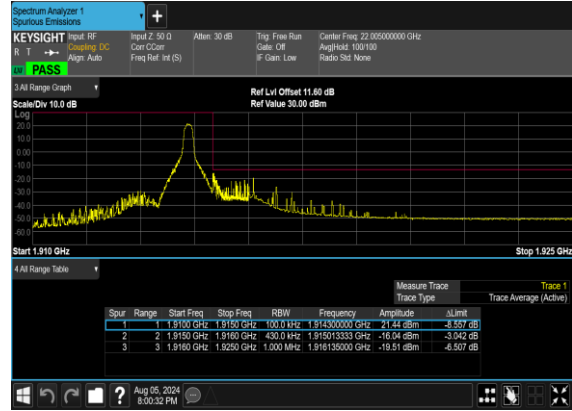 Spectrum Analyzer 1
Spurious Emissions
KEYSIGHT Input: RF Input Z: 50 Ω Atten: 30 dB Trig: Free Run Center Freq: 22.005000000 GHz
R T Coupling: DC Corr CCorr Gate: Off Avg|Hold: 100/100
Align: Auto Freq Ref: Int (S) IF Gain: Low Radio Std: None
PASS
3 All Range Graph
Ref Lvl Offset 11.60 dB
Scale/Div 10.0 dB Ref Value 30.00 dBm
Log
20.0
10.0
0.00
-10.0
-20.0
-30.0
-40.0
-50.0
-60.0
Start 1.910 GHz Stop 1.925 GHz
4 All Range Table
Measure Trace Trace 1
Trace Type Trace Average (Active)
Spur Range Start Freq Stop Freq RBW Frequency Amplitude ΔLimit
1 1 1.9100 GHz 1.9150 GHz 100.0 kHz 1.914300000 GHz 21.44 dBm -8.557 dB
2 2 1.9150 GHz 1.9160 GHz 430.0 kHz 1.915013333 GHz -16.04 dBm -3.042 dB
3 3 1.9160 GHz 1.9250 GHz 1.000 MHz 1.916135000 GHz -19.51 dBm -6.507 dB
Aug 05, 2024
8:00:32 PM